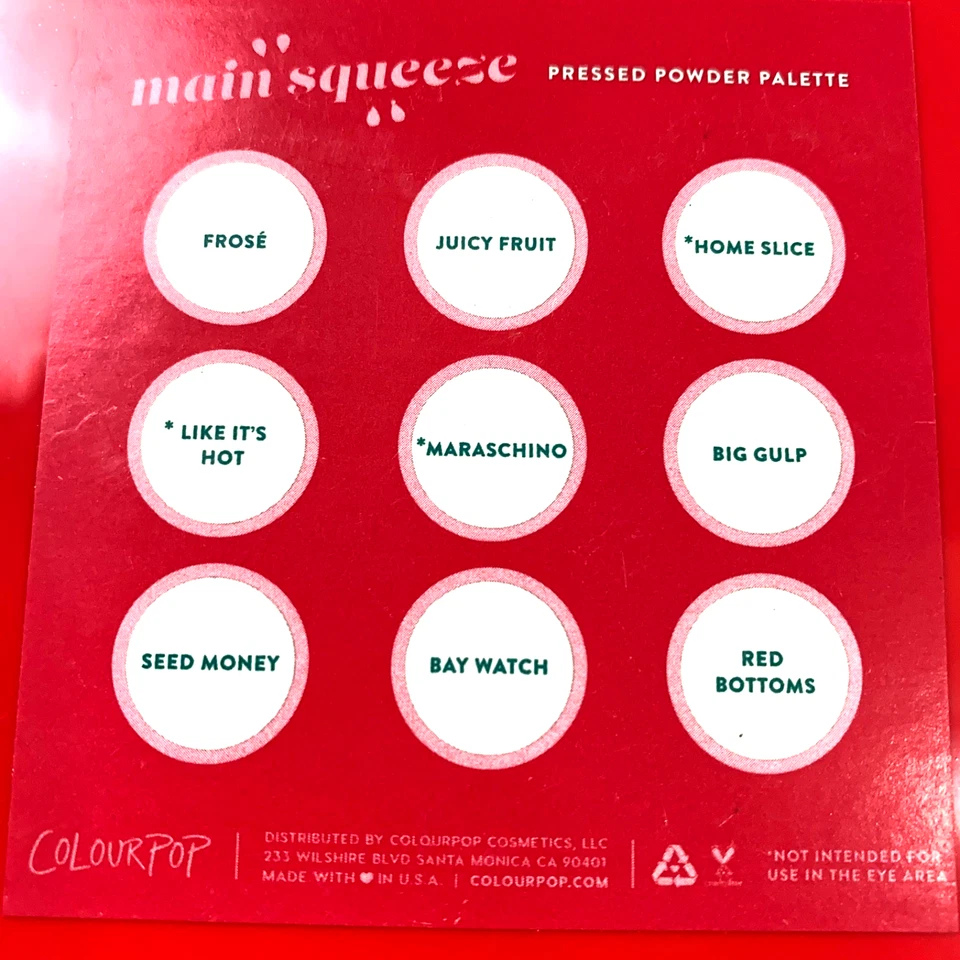 main squeeze PRESSED POWDER PALETTE
FROSÉ
JUICY FRUIT
*HOME SLICE
* LIKE IT'S
HOT
*MARASCHINO
BIG GULP
SEED MONEY
BAY WATCH
RED
BOTTOMS
COLOURPOP
DISTRIBUTED BY COLOURPOP COSMETICS, LLC
233 WILSHIRE BLVD SANTA MONICA CA 90401
MADE WITH ♥ IN U.S.A. | COLOURPOP.COM
*NOT INTENDED FOR
USE IN THE EYE AREA